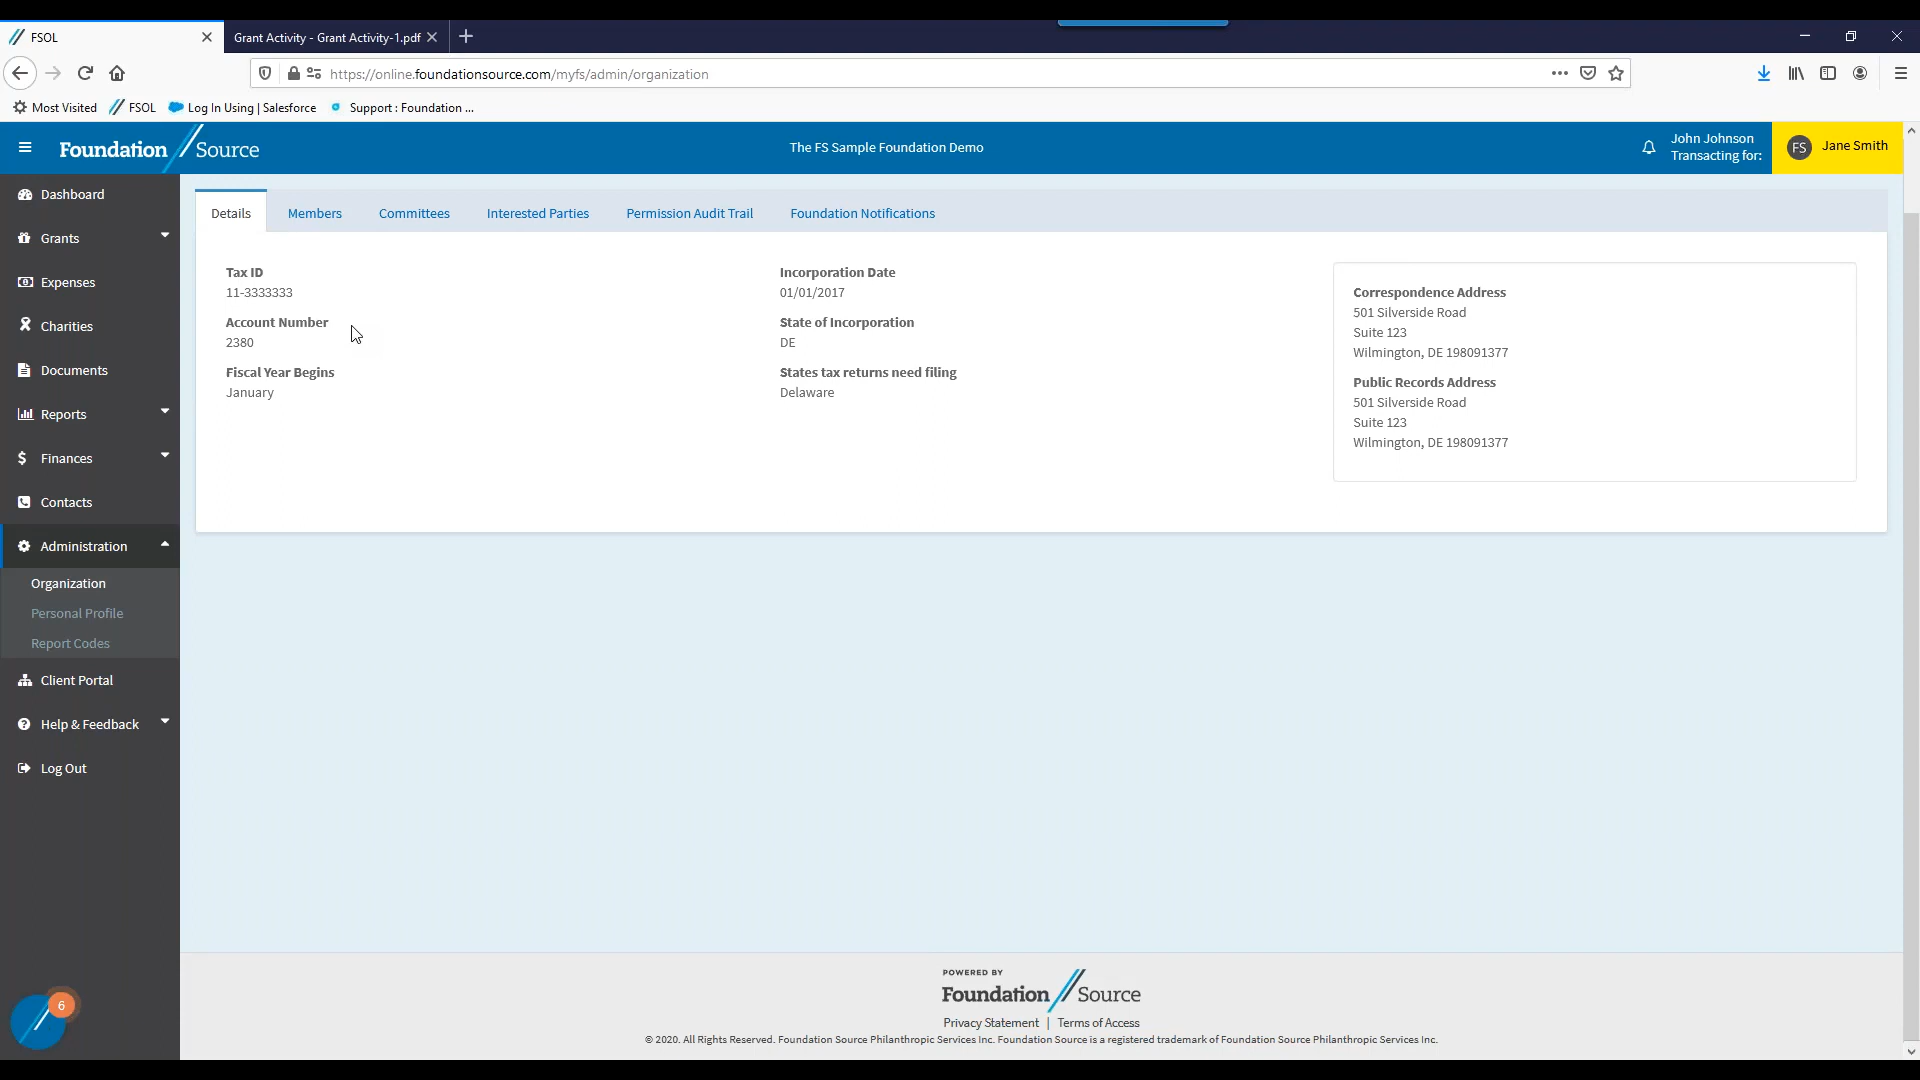 FSOL
Grant Activity - Grant Activity-1.pdf
https://online.foundationsource.com/myfs/admin/organization
Most Visited
FSOL
Log In Using | Salesforce
Support : Foundation ...
Foundation Source
The FS Sample Foundation Demo
John Johnson
Transacting for:
FS
Jane Smith
Dashboard
Grants
Expenses
Charities
Documents
Reports
Finances
Contacts
Administration
Organization
Personal Profile
Report Codes
Client Portal
Help & Feedback
Log Out
6
Details
Members
Committees
Interested Parties
Permission Audit Trail
Foundation Notifications
Tax ID
11-3333333
Account Number
2380
Fiscal Year Begins
January
Incorporation Date
01/01/2017
State of Incorporation
DE
States tax returns need filing
Delaware
Correspondence Address
501 Silverside Road
Suite 123
Wilmington, DE 198091377
Public Records Address
501 Silverside Road
Suite 123
Wilmington, DE 198091377
POWERED BY
Foundation Source
Privacy Statement | Terms of Access
© 2020. All Rights Reserved. Foundation Source Philanthropic Services Inc. Foundation Source is a registered trademark of Foundation Source Philanthropic Services Inc.